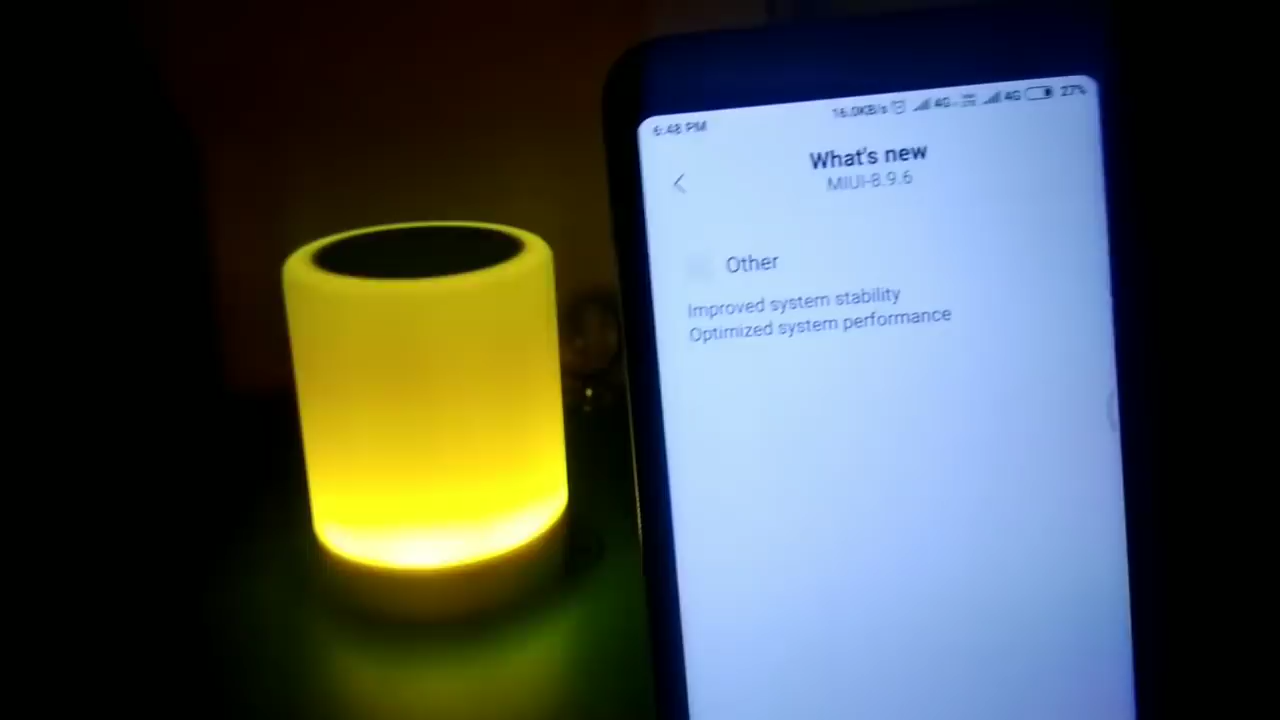 6:48 PM
16.0KB/s 4G 4G 27%
What's new
MIUI-8.9.6
Other
Improved system stability
Optimized system performance